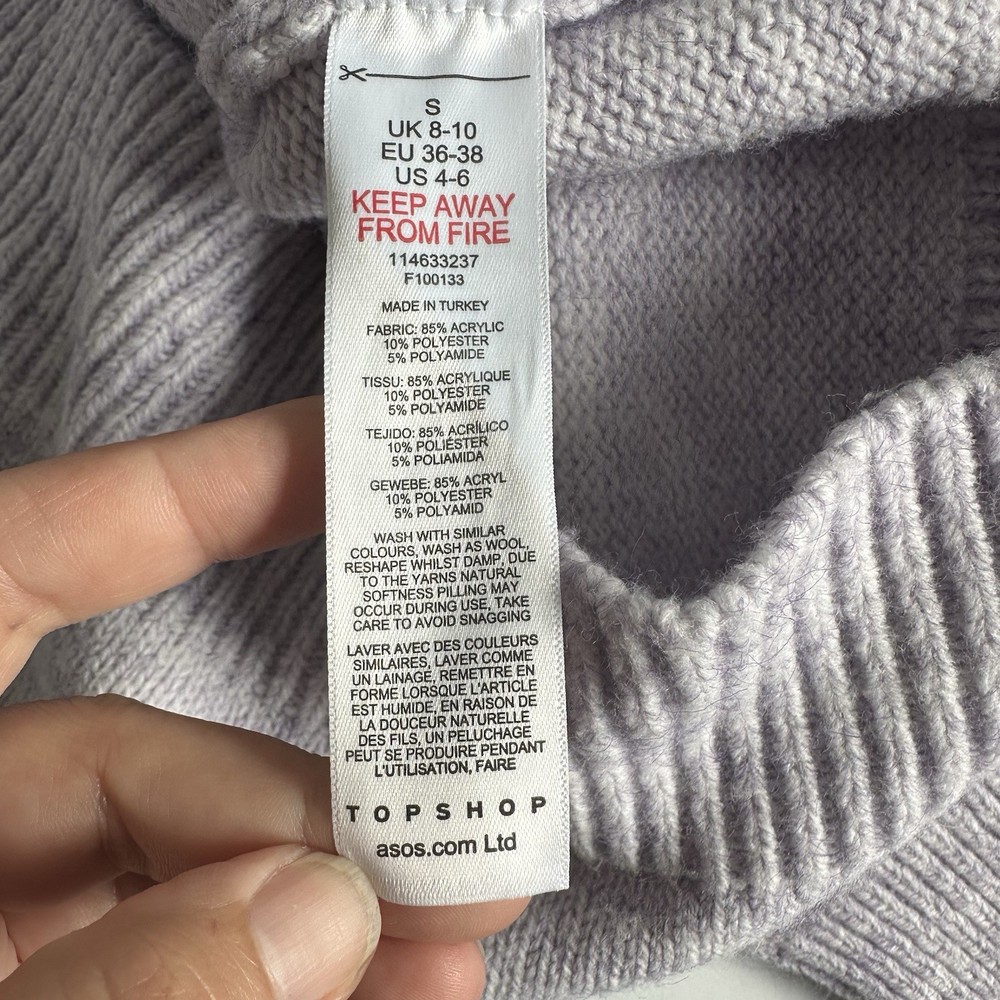 S
UK 8-10
EU 36-38
US 4-6
KEEP AWAY
FROM FIRE
114633237
F100133
MADE IN TURKEY
FABRIC: 85% ACRYLIC
10% POLYESTER
5% POLYAMIDE
TISSU: 85% ACRYLIQUE
10% POLYESTER
5% POLYAMIDE
TEJIDO: 85% ACRÍLICO
10% POLIÉSTER
5% POLIAMIDA
GEWEBE: 85% ACRYL
10% POLYESTER
5% POLYAMID
WASH WITH SIMILAR
COLOURS, WASH AS WOOL,
RESHAPE WHILST DAMP, DUE
TO THE YARNS NATURAL
SOFTNESS PILLING MAY
OCCUR DURING USE, TAKE
CARE TO AVOID SNAGGING
LAVER AVEC DES COULEURS
SIMILAIRES, LAVER COMME
UN LAINAGE, REMETTRE EN
FORME LORSQUE L'ARTICLE
EST HUMIDE, EN RAISON DE
LA DOUCEUR NATURELLE
DES FILS, UN PELUCHAGE
PEUT SE PRODUIRE PENDANT
L'UTILISATION, FAIRE
TOPSHOP
asos.com Ltd